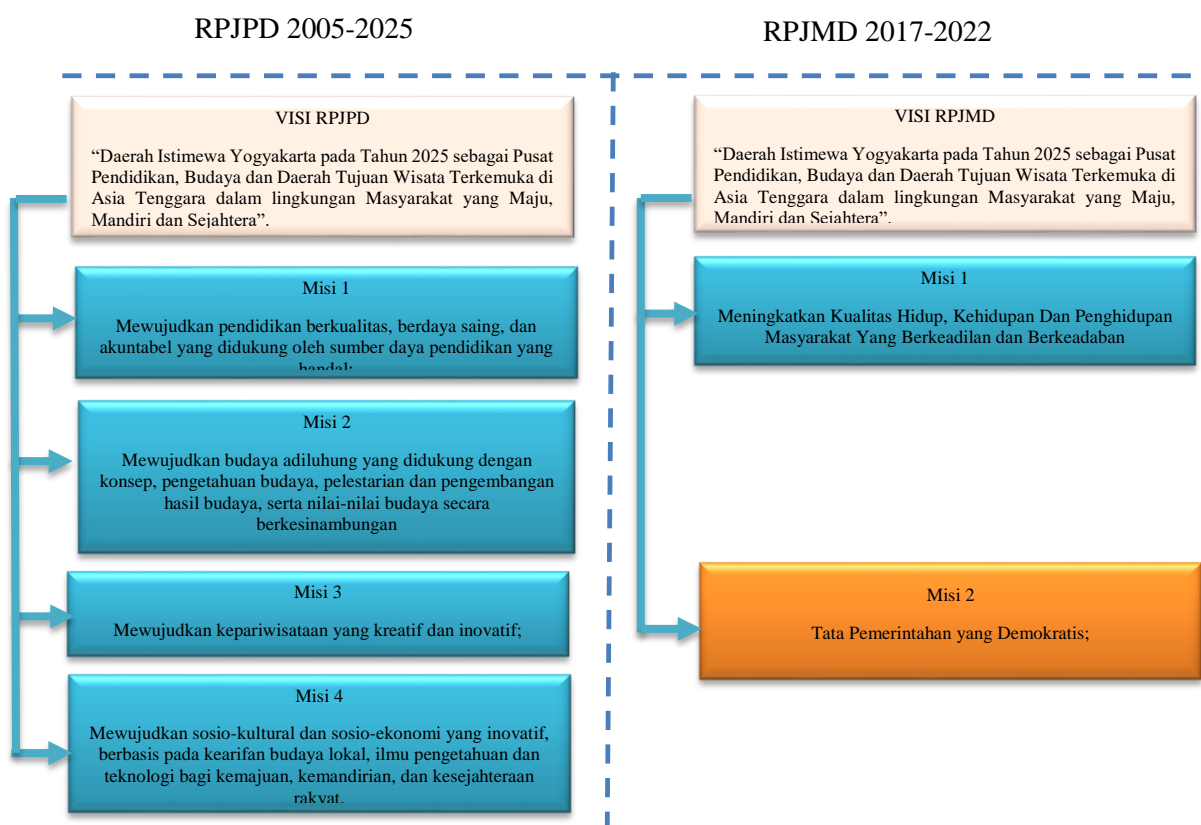 RPJPD 2005-2025
VISI RPJPD
“Daerah Istimewa Yogyakarta pada Tahun 2025 sebagai Pusat
Pendidikan, Budaya dan Daerah Tujuan Wisata Terkemuka di
Asia Tenggara dalam lingkungan Masyarakat yang Maju,
Mandiri dan Sejahtera”.
Misi 1
Mewujudkan pendidikan berkualitas, berdaya saing, dan
akuntabel yang didukung oleh sumber daya pendidikan yang
handal;
Misi 2
Mewujudkan budaya adiluhung yang didukung dengan
konsep, pengetahuan budaya, pelestarian dan pengembangan
hasil budaya, serta nilai-nilai budaya secara
berkesinambungan
Misi 3
Mewujudkan kepariwisataan yang kreatif dan inovatif;
Misi 4
Mewujudkan sosio-kultural dan sosio-ekonomi yang inovatif,
berbasis pada kearifan budaya lokal, ilmu pengetahuan dan
teknologi bagi kemajuan, kemandirian, dan kesejahteraan
rakyat.
RPJMD 2017-2022
VISI RPJMD
“Daerah Istimewa Yogyakarta pada Tahun 2025 sebagai Pusat
Pendidikan, Budaya dan Daerah Tujuan Wisata Terkemuka di
Asia Tenggara dalam lingkungan Masyarakat yang Maju,
Mandiri dan Sejahtera”.
Misi 1
Meningkatkan Kualitas Hidup, Kehidupan Dan Penghidupan
Masyarakat Yang Berkeadilan dan Berkeadaban
Misi 2
Tata Pemerintahan yang Demokratis;